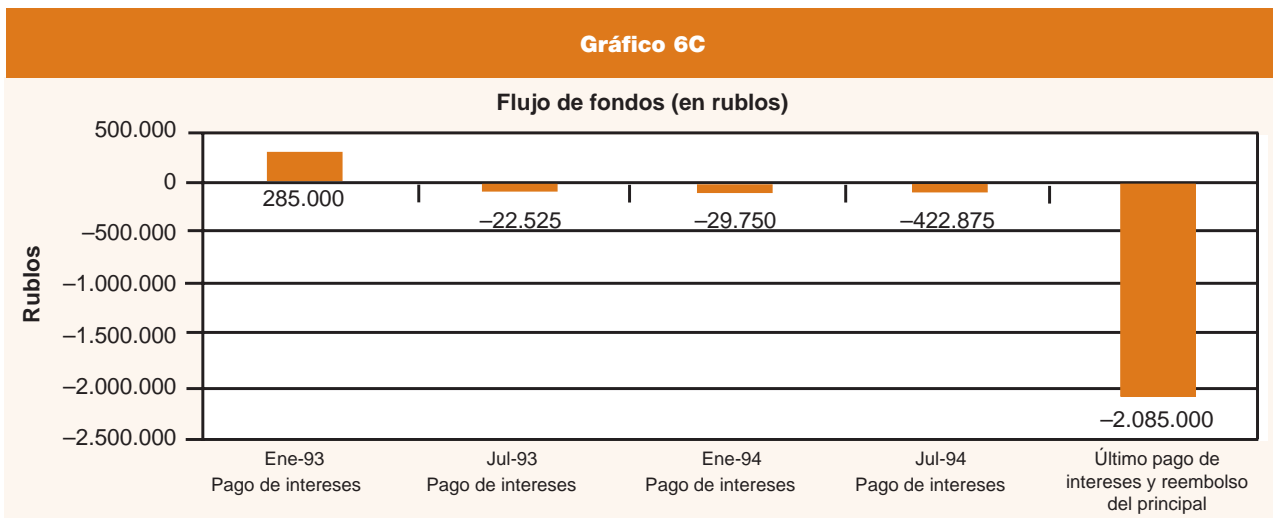 Gráfico 6C
Flujo de fondos (en rublos)
Rublos
500.000
0
–500.000
–1.000.000
–1.500.000
–2.000.000
–2.500.000
285.000
–22.525
–29.750
–422.875
–2.085.000
Ene-93
Pago de intereses
Jul-93
Pago de intereses
Ene-94
Pago de intereses
Jul-94
Pago de intereses
Último pago de
intereses y reembolso
del principal